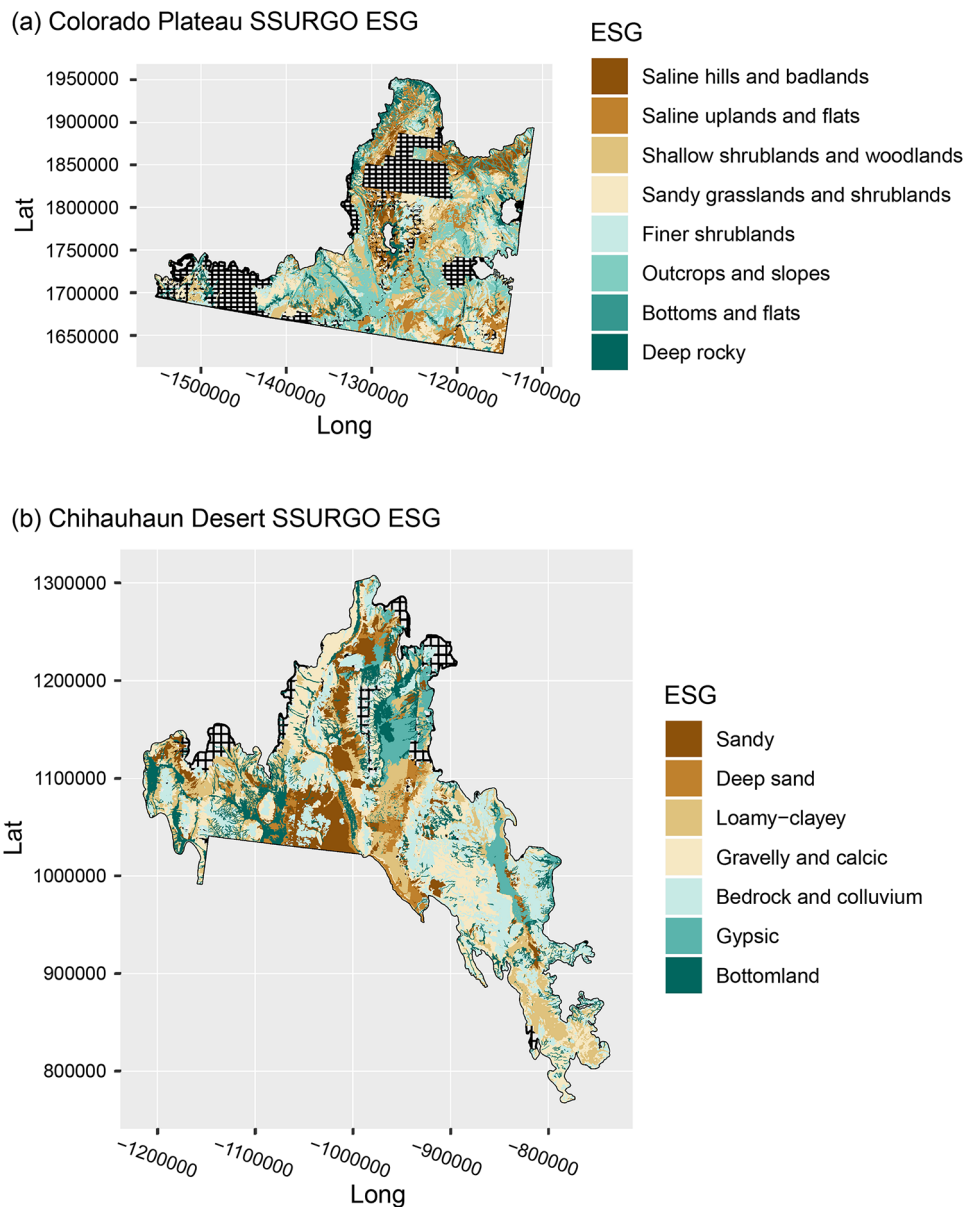 (a) Colorado Plateau SSURGO ESG
1950000
1900000
1850000
1800000
1750000
1700000
1650000
Lat
−1500000
−1400000
−1300000
−1200000
−1100000
Long
ESG
Saline hills and badlands
Saline uplands and flats
Shallow shrublands and woodlands
Sandy grasslands and shrublands
Finer shrublands
Outcrops and slopes
Bottoms and flats
Deep rocky
(b) Chihauhaun Desert SSURGO ESG
1300000
1200000
1100000
1000000
900000
800000
Lat
−1200000
−1100000
−1000000
−900000
−800000
Long
ESG
Sandy
Deep sand
Loamy−clayey
Gravelly and calcic
Bedrock and colluvium
Gypsic
Bottomland